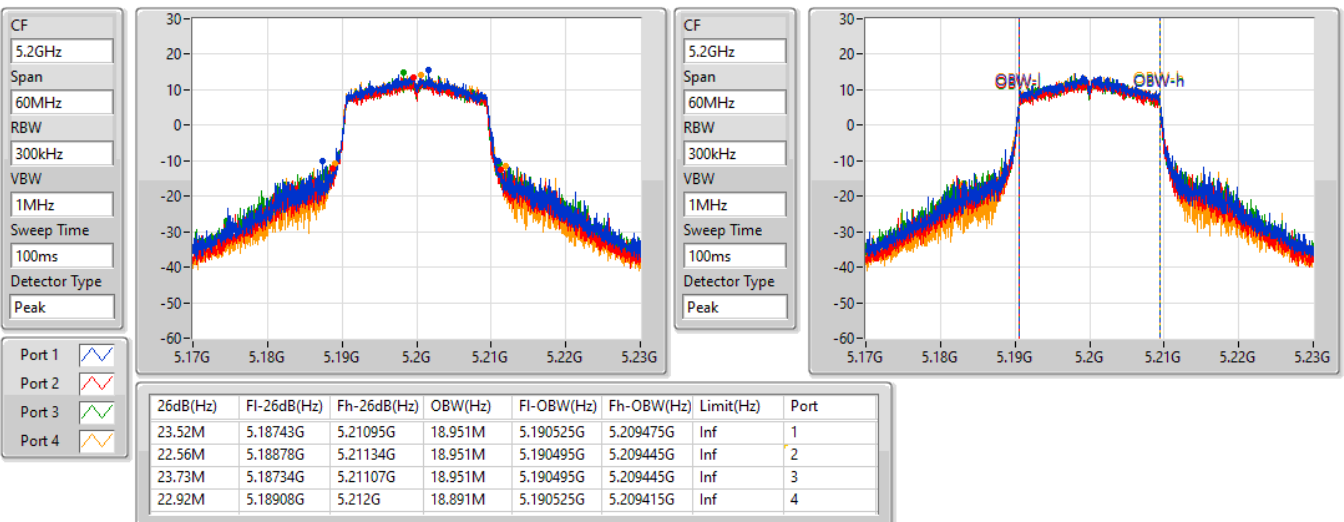 CF
5.2GHz
Span
60MHz
RBW
300kHz
VBW
1MHz
Sweep Time
100ms
Detector Type
Peak
30
20
10
0
-10
-20
-30
-40
-50
-60
5.17G 5.18G 5.19G 5.2G 5.21G 5.22G 5.23G
CF
5.2GHz
Span
60MHz
RBW
300kHz
VBW
1MHz
Sweep Time
100ms
Detector Type
Peak
30
20
10
0
-10
-20
-30
-40
-50
-60
OBW-l OBW-h
5.17G 5.18G 5.19G 5.2G 5.21G 5.22G 5.23G
Port 1
Port 2
Port 3
Port 4
26dB(Hz) Fl-26dB(Hz) Fh-26dB(Hz) OBW(Hz) Fl-OBW(Hz) Fh-OBW(Hz) Limit(Hz) Port
23.52M 5.18743G 5.21095G 18.951M 5.190525G 5.209475G Inf 1
22.56M 5.18878G 5.21134G 18.951M 5.190495G 5.209445G Inf 2
23.73M 5.18734G 5.21107G 18.951M 5.190495G 5.209445G Inf 3
22.92M 5.18908G 5.212G 18.891M 5.190525G 5.209415G Inf 4